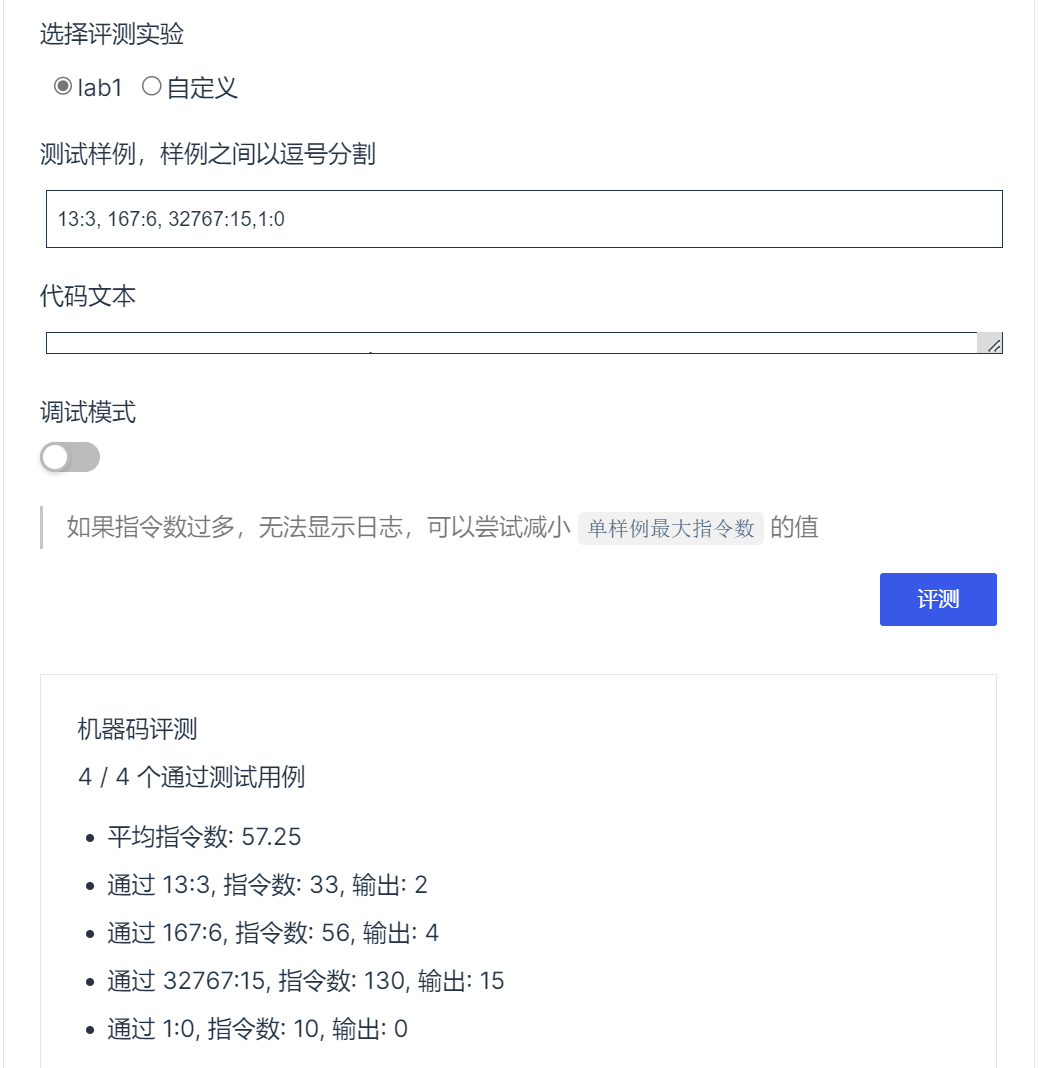 选择评测实验
lab1 自定义
测试样例，样例之间以逗号分割
13:3, 167:6, 32767:15,1:0
代码文本
调试模式
如果指令数过多，无法显示日志，可以尝试减小 单样例最大指令数 的值
评测
机器码评测
4 / 4 个通过测试用例
平均指令数: 57.25
通过 13:3, 指令数: 33, 输出: 2
通过 167:6, 指令数: 56, 输出: 4
通过 32767:15, 指令数: 130, 输出: 15
通过 1:0, 指令数: 10, 输出: 0